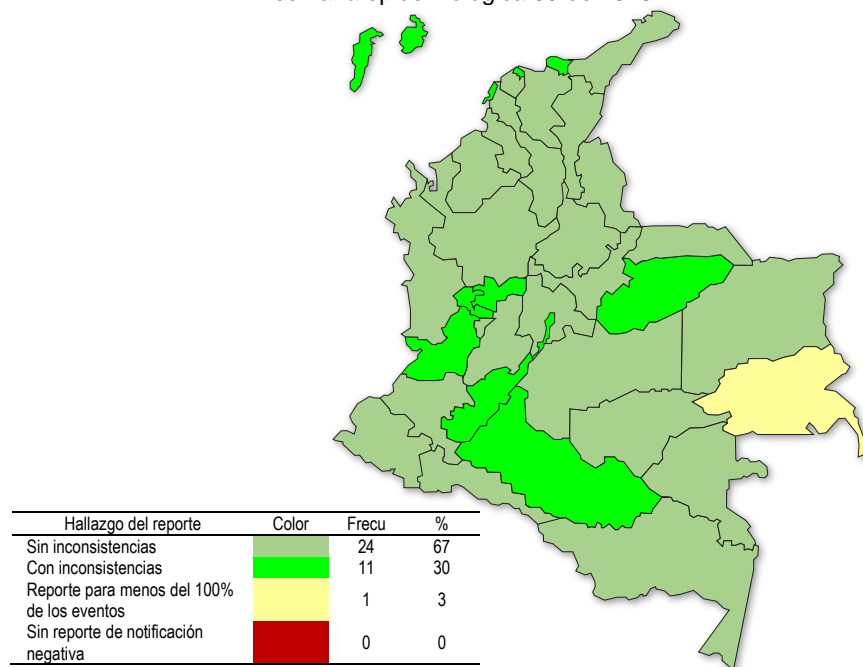 Hallazgo del reporte Color Frecu %
Sin inconsistencias 24 67
Con inconsistencias 11 30
Reporte para menos del 100% de los eventos 1 3
Sin reporte de notificación negativa 0 0